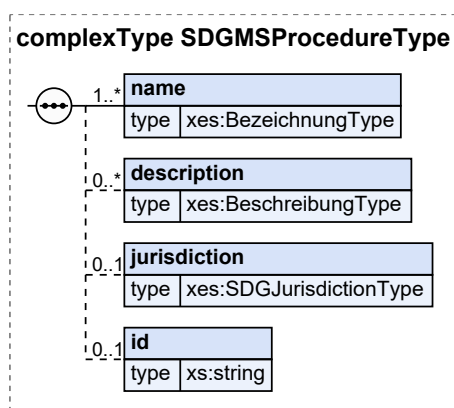 complexType SDGMSProcedureType
1..* name
type xes:BezeichnungType
0..* description
type xes:BeschreibungType
0..1 jurisdiction
type xes:SDGJurisdictionType
0..1 id
type xs:string